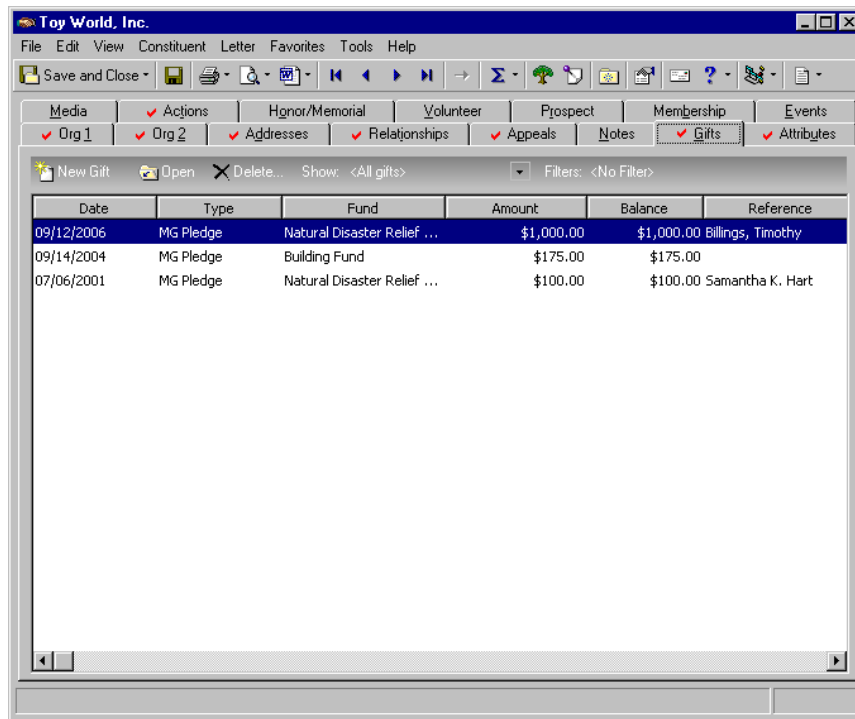 Toy World, Inc.
File Edit View Constituent Letter Favorites Tools Help
Save and Close
Media Actions Honor/Memorial Volunteer Prospect Membership Events
Org 1 Org 2 Addresses Relationships Appeals Notes Gifts Attributes
New Gift Open Delete... Show: <All gifts> Filters: <No Filter>
Date Type Fund Amount Balance Reference
09/12/2006 MG Pledge Natural Disaster Relief ... $1,000.00 $1,000.00 Billings, Timothy
09/14/2004 MG Pledge Building Fund $175.00 $175.00
07/06/2001 MG Pledge Natural Disaster Relief ... $100.00 $100.00 Samantha K. Hart